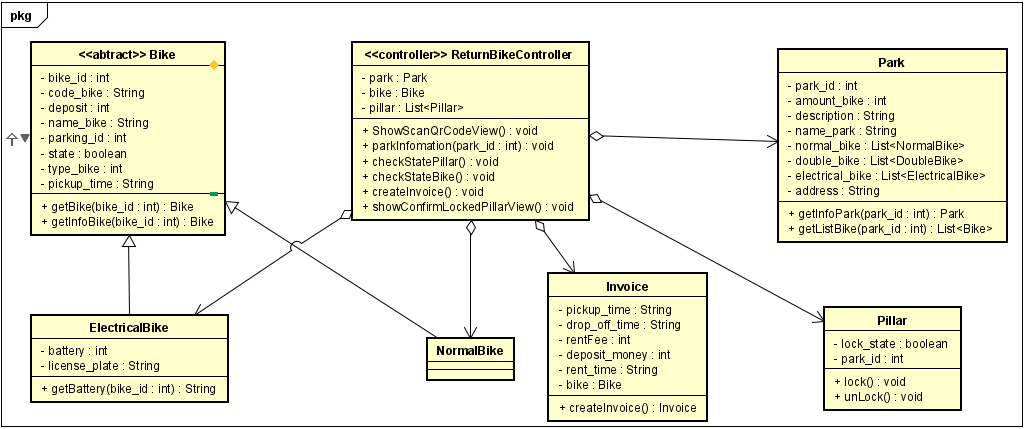 pkg
<<abtract>> Bike
- bike_id : int
- code_bike : String
- deposit : int
- name_bike : String
- parking_id : int
- state : boolean
- type_bike : int
- pickup_time : String
+ getBike(bike_id : int) : Bike
+ getInfoBike(bike_id : int) : Bike
<<controller>> ReturnBikeController
- park : Park
- bike : Bike
- pillar : List<Pillar>
+ ShowScanQrCodeView() : void
+ parkInfomation(park_id : int) : void
+ checkStatePillar() : void
+ checkStateBike() : void
+ createInvoice() : void
+ showConfirmLockedPillarView() : void
Park
- park_id : int
- amount_bike : int
- description : String
- name_park : String
- normal_bike : List<NormalBike>
- double_bike : List<DoubleBike>
- electrical_bike : List<ElectricalBike>
- address : String
+ getInfoPark(park_id : int) : Park
+ getListBike(park_id : int) : List<Bike>
ElectricalBike
- battery : int
- license_plate : String
+ getBattery(bike_id : int) : String
NormalBike
Invoice
- pickup_time : String
- drop_off_time : String
- rentFee : int
- deposit_money : int
- rent_time : String
- bike : Bike
+ createInvoice() : Invoice
Pillar
- lock_state : boolean
- park_id : int
+ lock() : void
+ unLock() : void